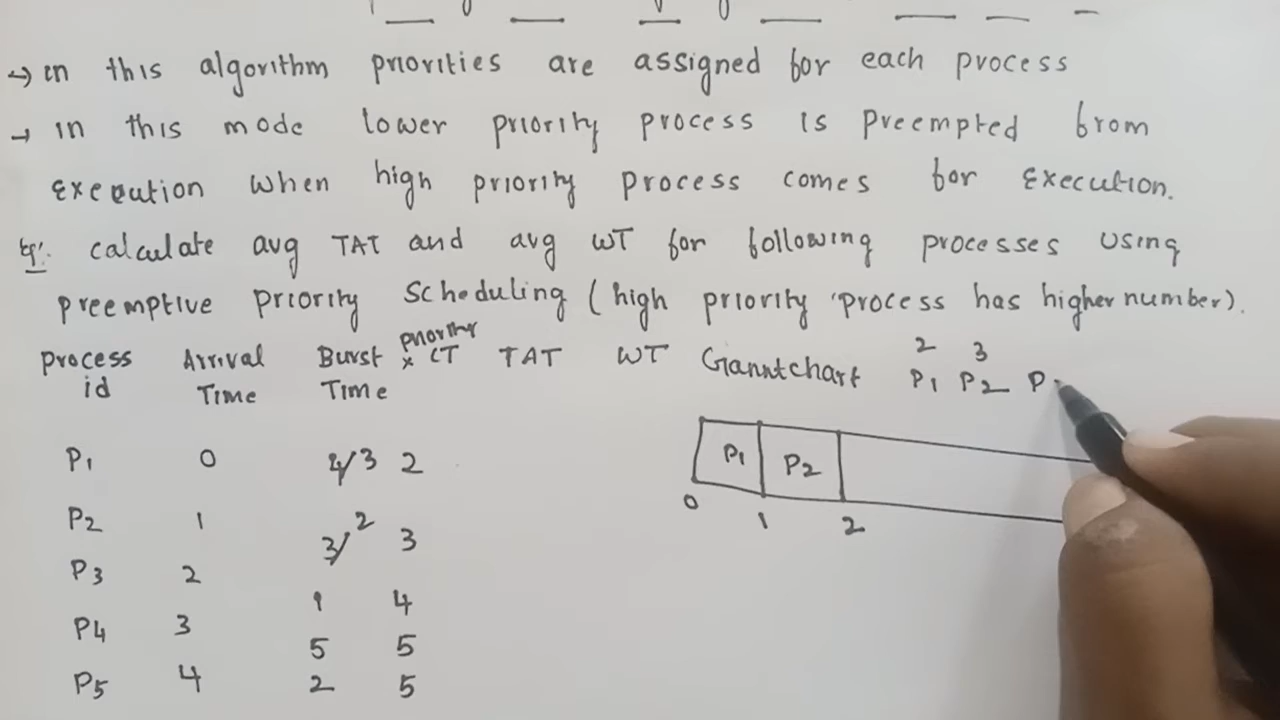 → in this algorithm priorities are assigned for each process
→ in this mode lower priority process is preempted from
execution when high priority process comes for execution.
Eg:- calculate avg TAT and avg WT for following processes using
preemptive priority scheduling (high priority process has higher number).
process id Arrival Time Burst Time priority × CT TAT WT Ganntchart
2 3
P1 P2 P
P1 0 4/3 2
P2 1 3/2 3
P3 2 1 4
P4 3 5 5
P5 4 2 5
P1 P2
0 1 2